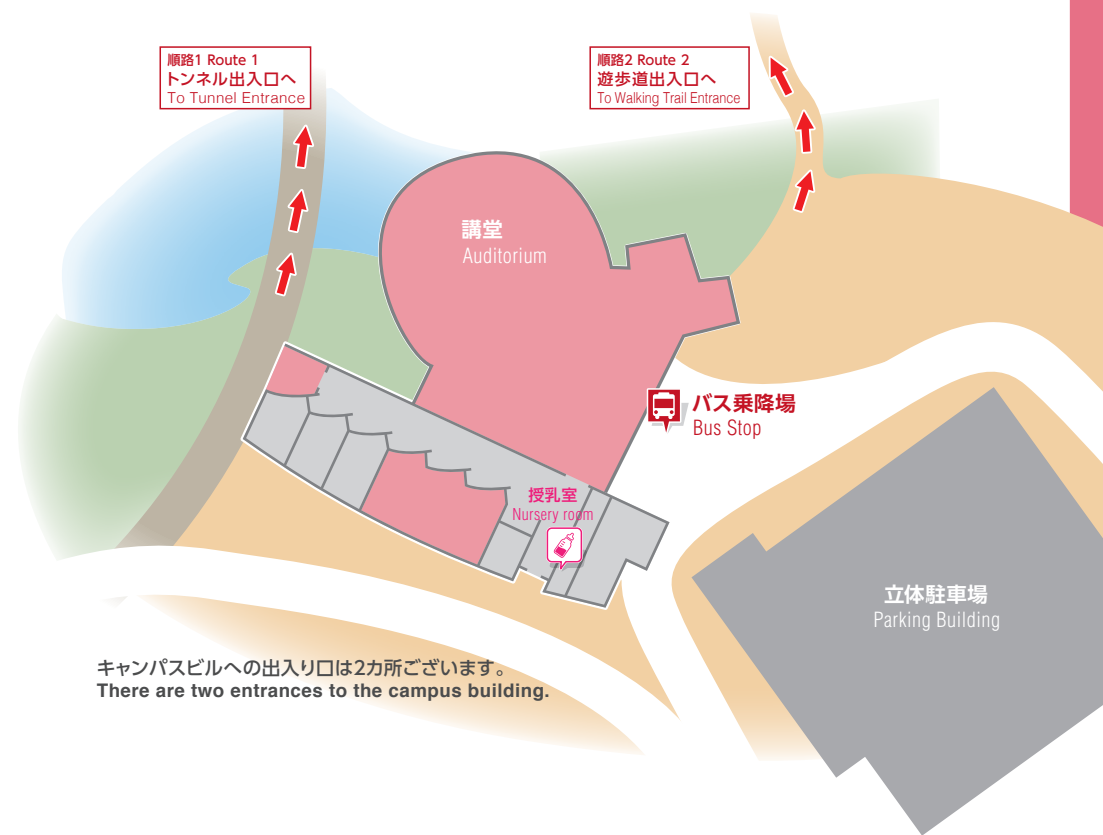 順路1 Route 1
トンネル出入口へ
To Tunnel Entrance
順路2 Route 2
遊歩道出入口へ
To Walking Trail Entrance
講堂
Auditorium
バス乗降場
Bus Stop
授乳室
Nursery room
立体駐車場
Parking Building
キャンパスビルへの出入り口は2カ所ございます。
There are two entrances to the campus building.